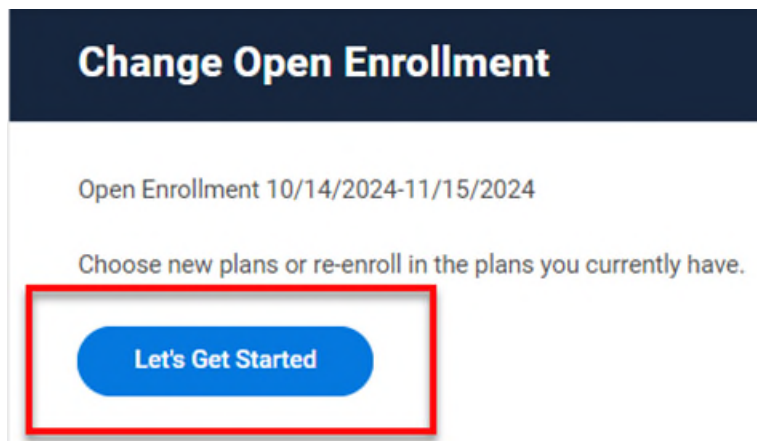 Change Open Enrollment
Open Enrollment 10/14/2024-11/15/2024
Choose new plans or re-enroll in the plans you currently have.
Let's Get Started